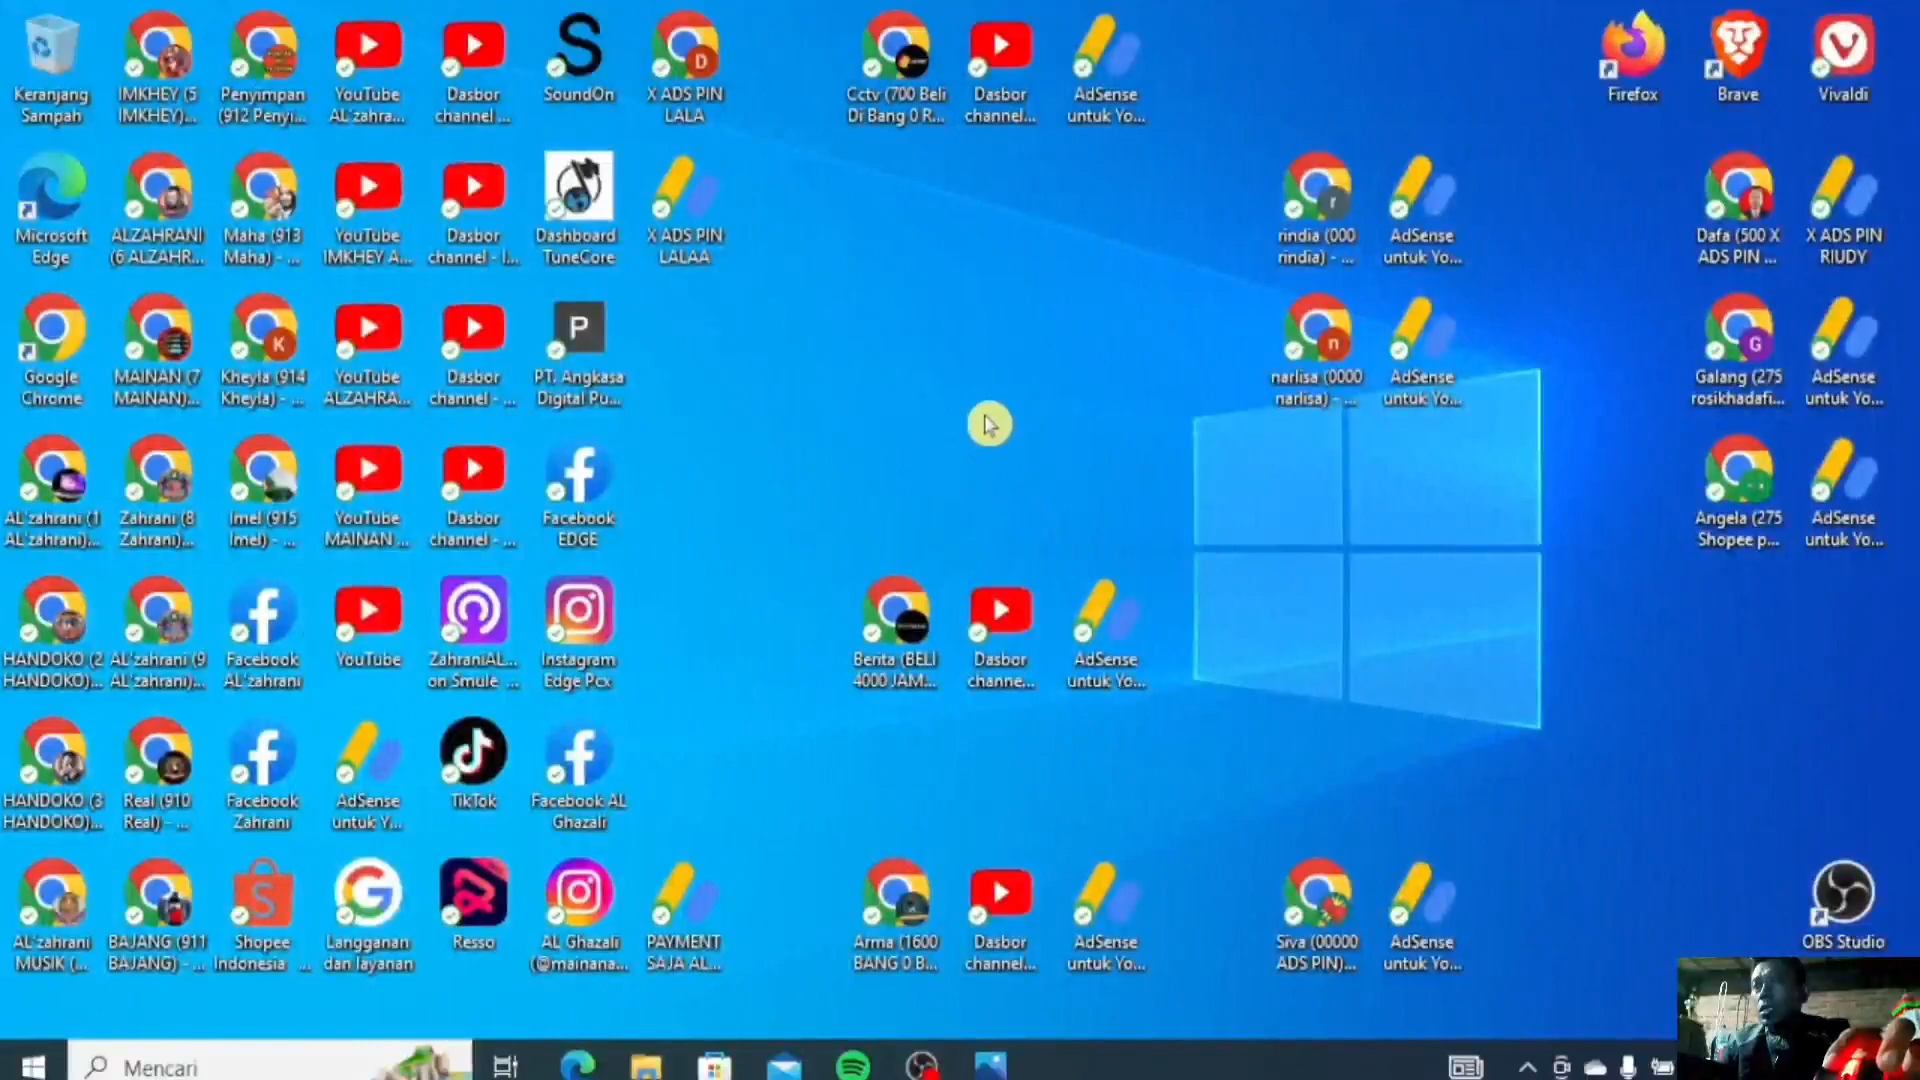 Keranjang
Sampah
IMKHEY (5
IMKHEY)...
Penyimpan
(912 Penyi...
YouTube
AL'zahra...
Dasbor
channel ...
SoundOn
X ADS PIN
LALA
Cctv (700 Beli
Di Bang 0 R...
Dasbor
channel...
AdSense
untuk Yo...
Firefox
Brave
Vivaldi
Microsoft
Edge
ALZAHRANI
(6 ALZAHR...
Maha (913
Maha) - ...
YouTube
IMKHEY A...
Dasbor
channel - I...
Dashboard
TuneCore
X ADS PIN
LALAA
rindia (000
rindia) - ...
AdSense
untuk Yo...
Dafa (500 X
ADS PIN ...
X ADS PIN
RIUDY
Google
Chrome
MAINAN (7
MAINAN)...
K
Kheyla (914
Kheyla) - ...
YouTube
ALZAHRA...
Dasbor
channel - ...
P
PT. Angkasa
Digital Pu...
narlisa (0000
narlisa) - ...
AdSense
untuk Yo...
Galang (275
rosikhadafi...
AdSense
untuk Yo...
AL'zahrani (1
AL'zahrani)...
Zahrani (8
Zahrani)...
Imel (915
Imel) - ...
YouTube
MAINAN ...
Dasbor
channel - ...
Facebook
EDGE
Angela (275
Shopee p...
AdSense
untuk Yo...
HANDOKO (2
HANDOKO)...
AL'zahrani (9
AL'zahrani)...
Facebook
AL'zahrani
YouTube
ZahraniAL...
on Smule ...
Instagram
Edge Pcx
Berita (BELI
4000 JAM...
Dasbor
channe...
AdSense
untuk Yo...
HANDOKO (3
HANDOKO)...
Real (910
Real) - ...
Facebook
Zahrani
AdSense
untuk Y...
TikTok
Facebook AL
Ghazali
AL'zahrani
MUSIK (...
BAJANG (911
BAJANG) - ...
Shopee
Indonesia ...
Langganan
dan layanan
Resso
AL Ghazali
(@mainana...
PAYMENT
SAJA AL...
Arma (1600
BANG 0 B...
Dasbor
channel...
AdSense
untuk Yo...
Siva (00000
ADS PIN)...
AdSense
untuk Yo...
OBS Studio
Mencari